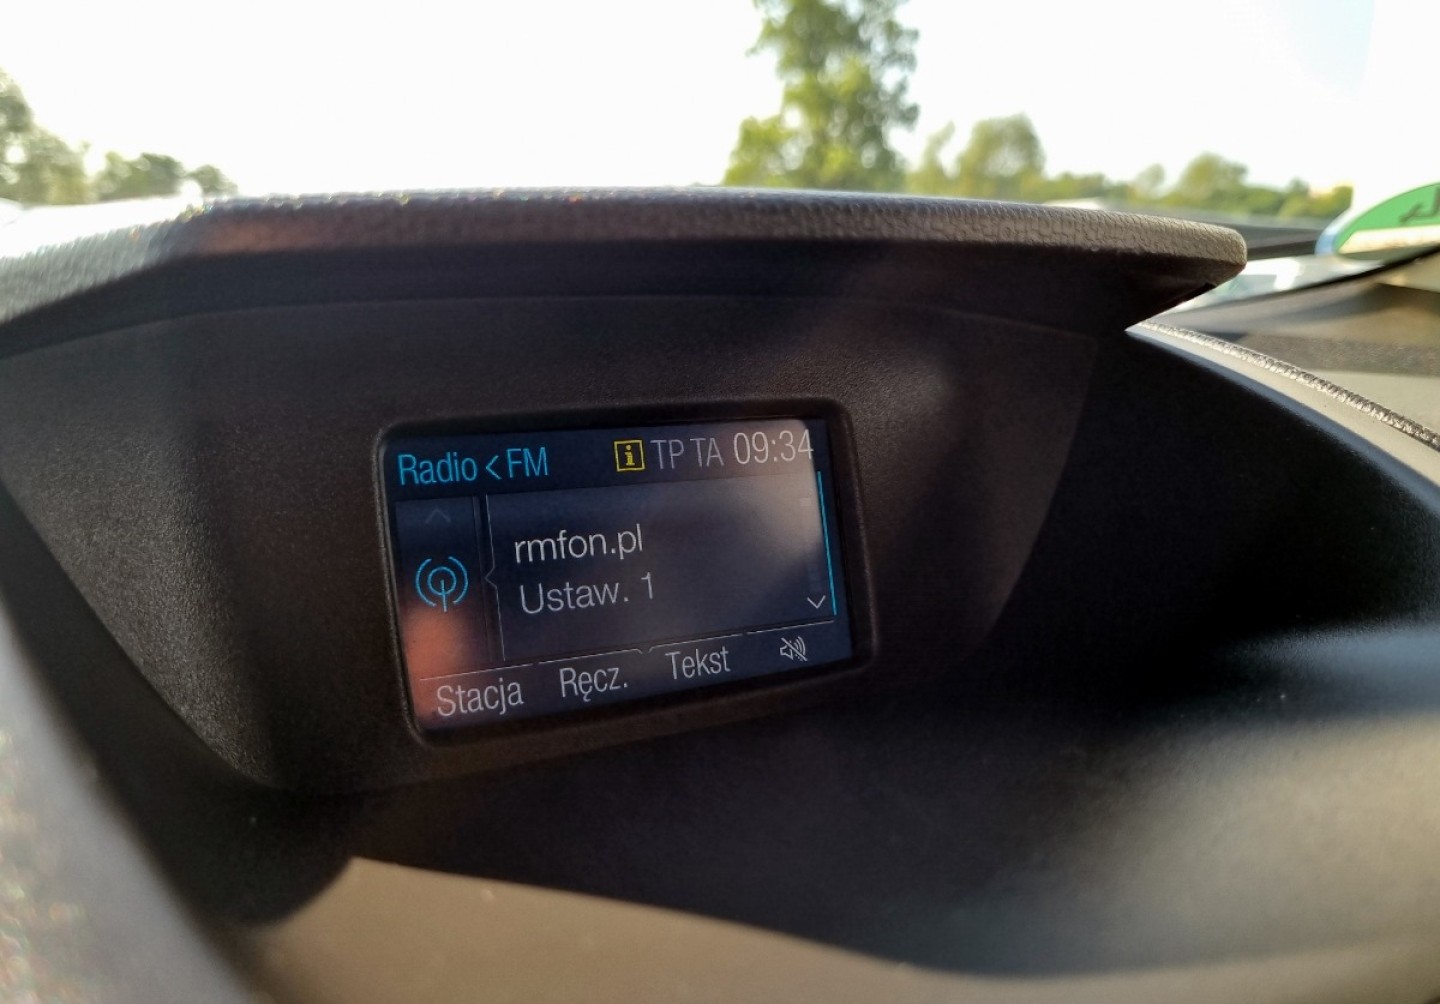 Radio < FM i TP TA 09:34
rmfon.pl
Ustaw. 1
Stacja Ręcz. Tekst